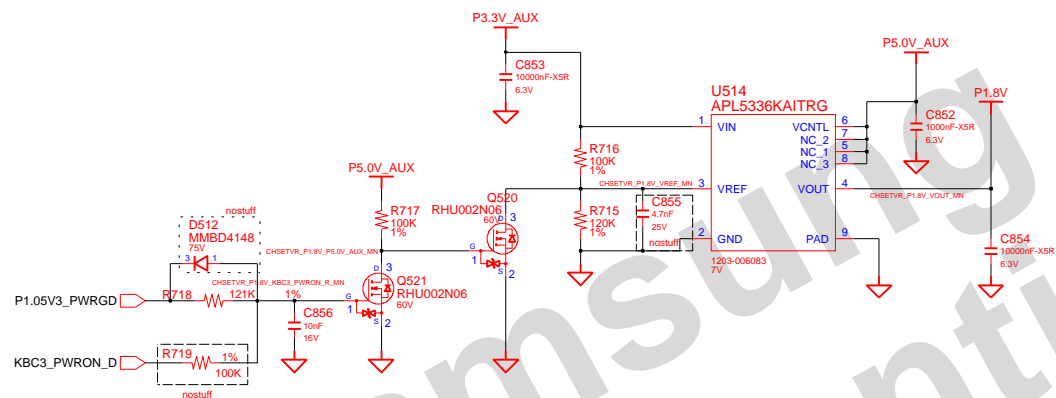 P3.3V_AUX
P5.0V_AUX
P1.8V
C853
10000nF-X5R
6.3V
U514
APL5336KAITRG
C852
1000nF-X5R
6.3V
1 VIN
VCNTL 6
NC_2 7
NC_1 5
NC_3 8
R716
100K
1%
P5.0V_AUX
3 VREF
VOUT 4
CHSETVR_P1.8V_VREF_MN
CHSETVR_P1.8V_VOUT_MN
Q520
RHU002N06
60V
D 3
G 1
S 2
R717
100K
1%
R715
120K
1%
C855
4.7nF
25V
nostuff
2 GND
PAD 9
1203-006083
7V
C854
10000nF-X5R
6.3V
nostuff
D512
MMBD4148
75V
3 1
CHSETVR_P1.8V_P5.0V_AUX_MN
CHSETVR_P1.8V_KBC3_PWRON_R_MN
Q521
RHU002N06
60V
D 3
G 1
S 2
P1.05V3_PWRGD
R718 121K 1%
C856
10nF
16V
KBC3_PWRON_D
R719 1%
100K
nostuff